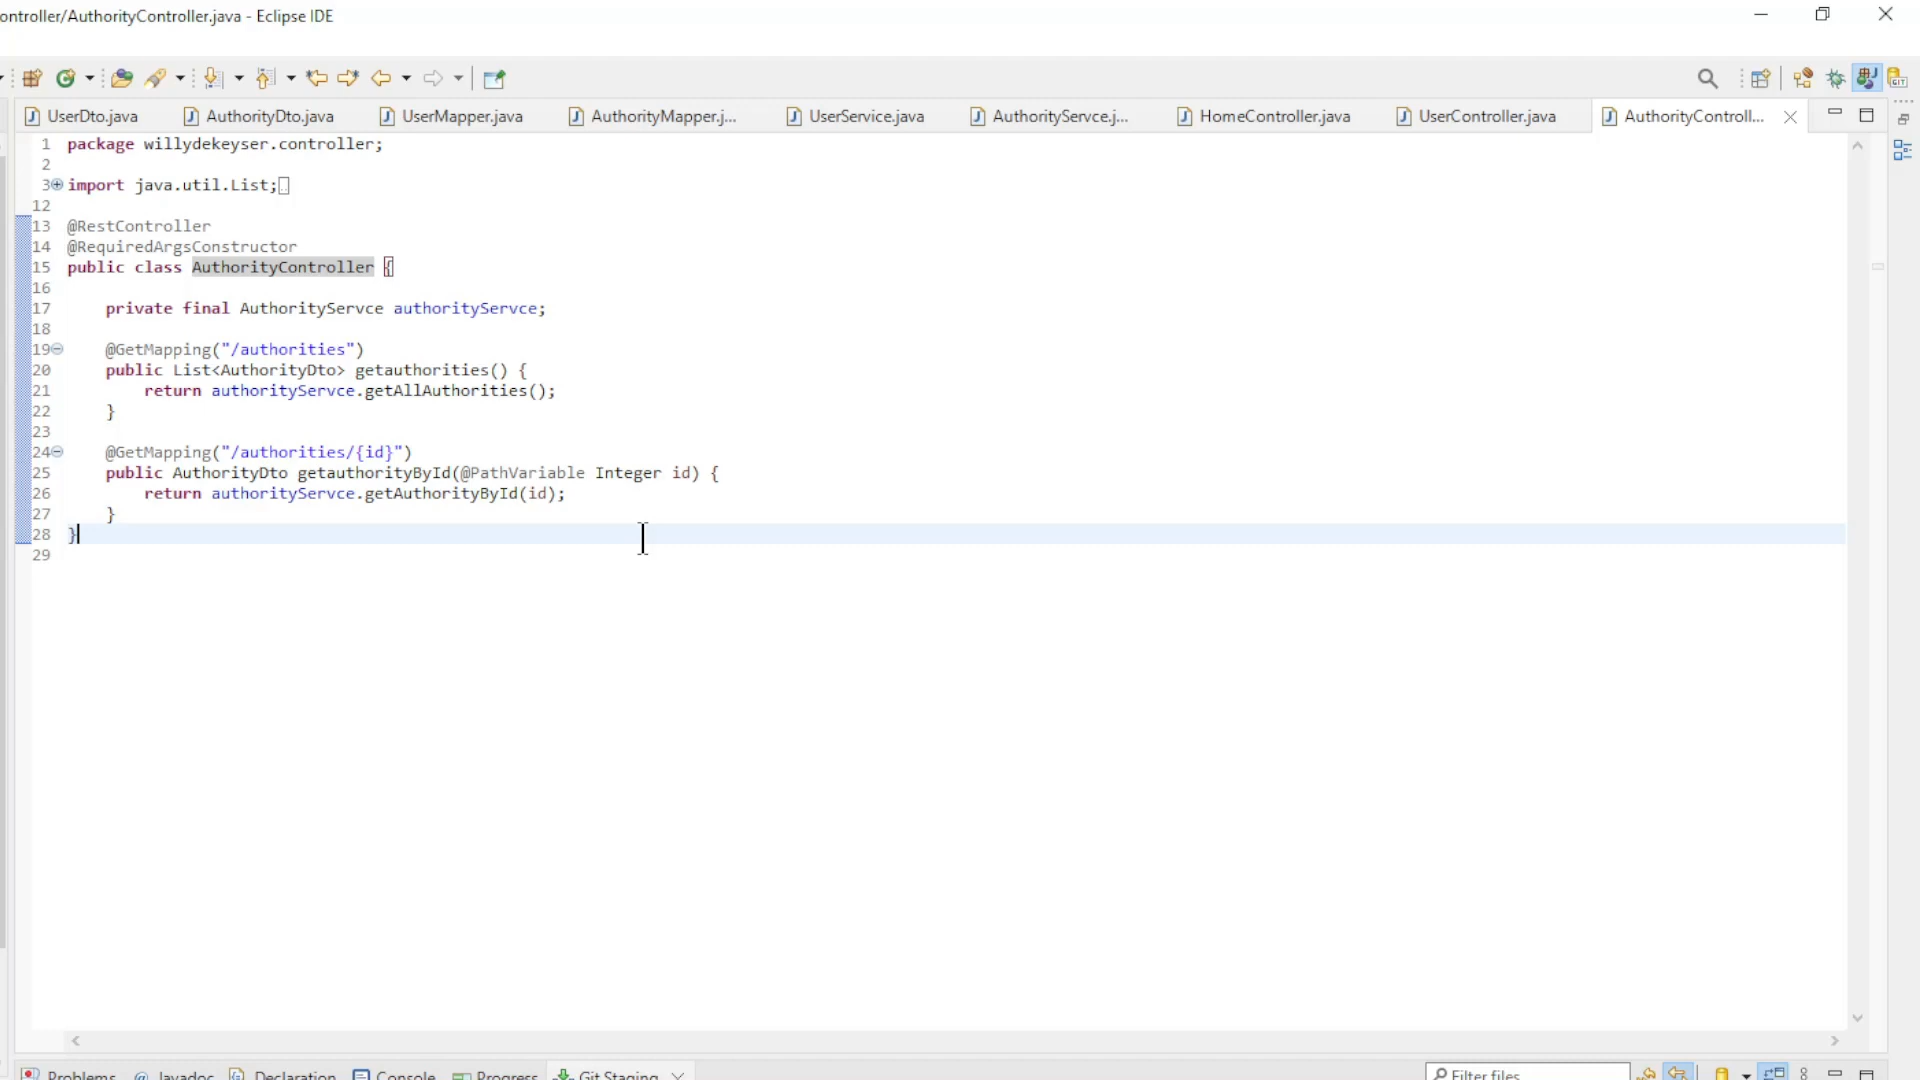 ontroller/AuthorityController.java - Eclipse IDE
UserDto.java AuthorityDto.java UserMapper.java AuthorityMapper.j... UserService.java AuthorityServce.j... HomeController.java UserController.java AuthorityControll...
1 package willydekeyser.controller;
2
3 import java.util.List;
12
13 @RestController
14 @RequiredArgsConstructor
15 public class AuthorityController {
16
17 private final AuthorityServce authorityServce;
18
19 @GetMapping("/authorities")
20 public List<AuthorityDto> getauthorities() {
21 return authorityServce.getAllAuthorities();
22 }
23
24 @GetMapping("/authorities/{id}")
25 public AuthorityDto getauthorityById(@PathVariable Integer id) {
26 return authorityServce.getAuthorityById(id);
27 }
28 }
29
Problems @ Javadoc Declaration Console Progress Git Staging Filter files